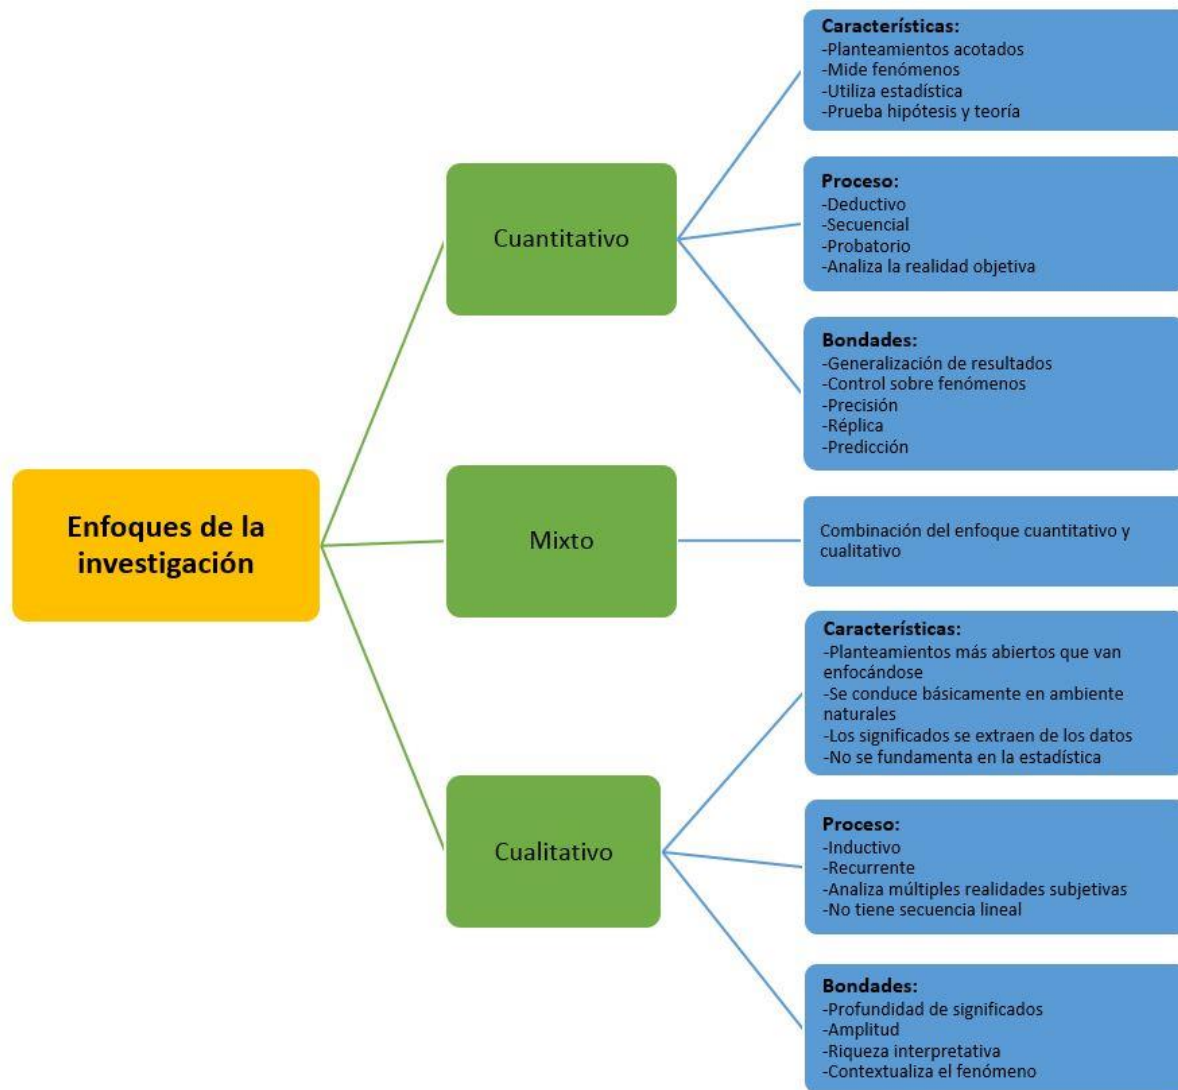 Enfoques de la
investigación
Cuantitativo
Características:
-Planteamientos acotados
-Mide fenómenos
-Utiliza estadística
-Prueba hipótesis y teoría
Proceso:
-Deductivo
-Secuencial
-Probatorio
-Analiza la realidad objetiva
Bondades:
-Generalización de resultados
-Control sobre fenómenos
-Precisión
-Réplica
-Predicción
Mixto
Combinación del enfoque cuantitativo y
cualitativo
Cualitativo
Características:
-Planteamientos más abiertos que van
enfocándose
-Se conduce básicamente en ambiente
naturales
-Los significados se extraen de los datos
-No se fundamenta en la estadística
Proceso:
-Inductivo
-Recurrente
-Analiza múltiples realidades subjetivas
-No tiene secuencia lineal
Bondades:
-Profundidad de significados
-Amplitud
-Riqueza interpretativa
-Contextualiza el fenómeno